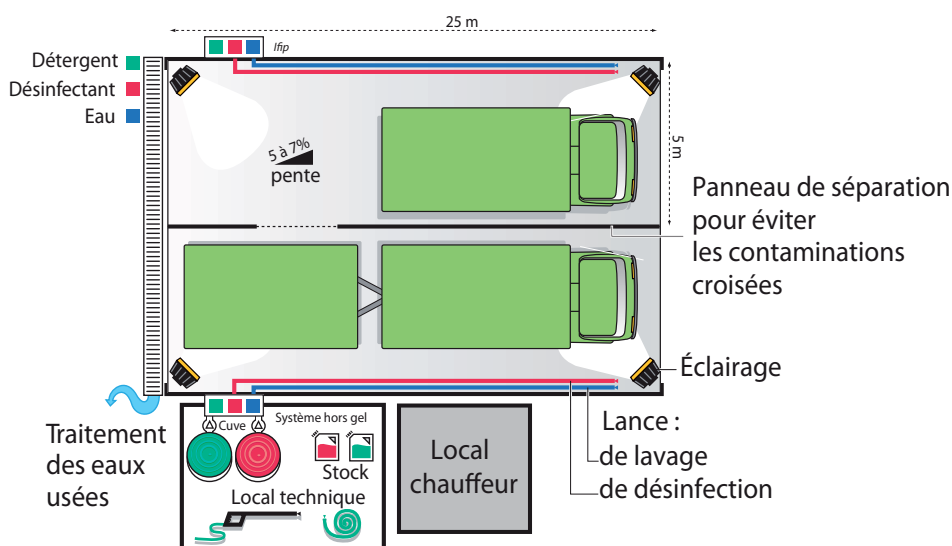 25 m
Ifip
Détergent
Désinfectant
Eau
5 à 7%
pente
5 m
Panneau de séparation
pour éviter
les contaminations
croisées
Éclairage
Traitement
des eaux
usées
Cuve
Système hors gel
Stock
Local technique
Local
chauffeur
Lance :
de lavage
de désinfection